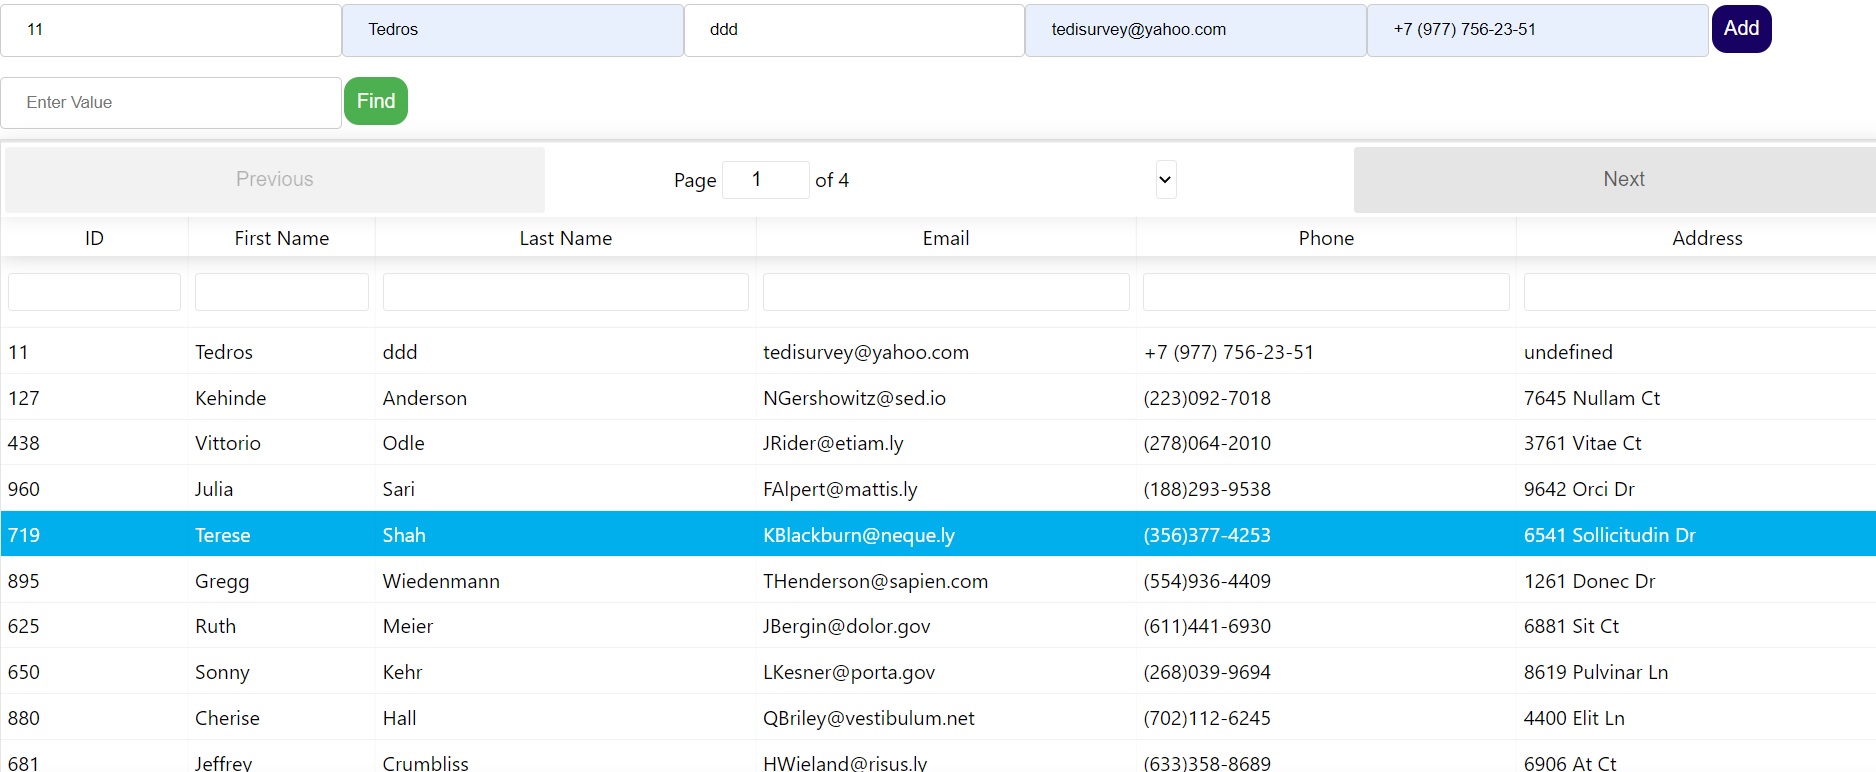 11 Tedros ddd tedisurvey@yahoo.com +7 (977) 756-23-51 Add
Enter Value Find
Previous Page 1 of 4 Next
ID First Name Last Name Email Phone Address
11 Tedros ddd tedisurvey@yahoo.com +7 (977) 756-23-51 undefined
127 Kehinde Anderson NGershowitz@sed.io (223)092-7018 7645 Nullam Ct
438 Vittorio Odle JRider@etiam.ly (278)064-2010 3761 Vitae Ct
960 Julia Sari FAlpert@mattis.ly (188)293-9538 9642 Orci Dr
719 Terese Shah KBlackburn@neque.ly (356)377-4253 6541 Sollicitudin Dr
895 Gregg Wiedenmann THenderson@sapien.com (554)936-4409 1261 Donec Dr
625 Ruth Meier JBergin@dolor.gov (611)441-6930 6881 Sit Ct
650 Sonny Kehr LKesner@porta.gov (268)039-9694 8619 Pulvinar Ln
880 Cherise Hall QBriley@vestibulum.net (702)112-6245 4400 Elit Ln
681 Jeffrey Crumbliss HWieland@risus.ly (633)358-8689 6906 At Ct